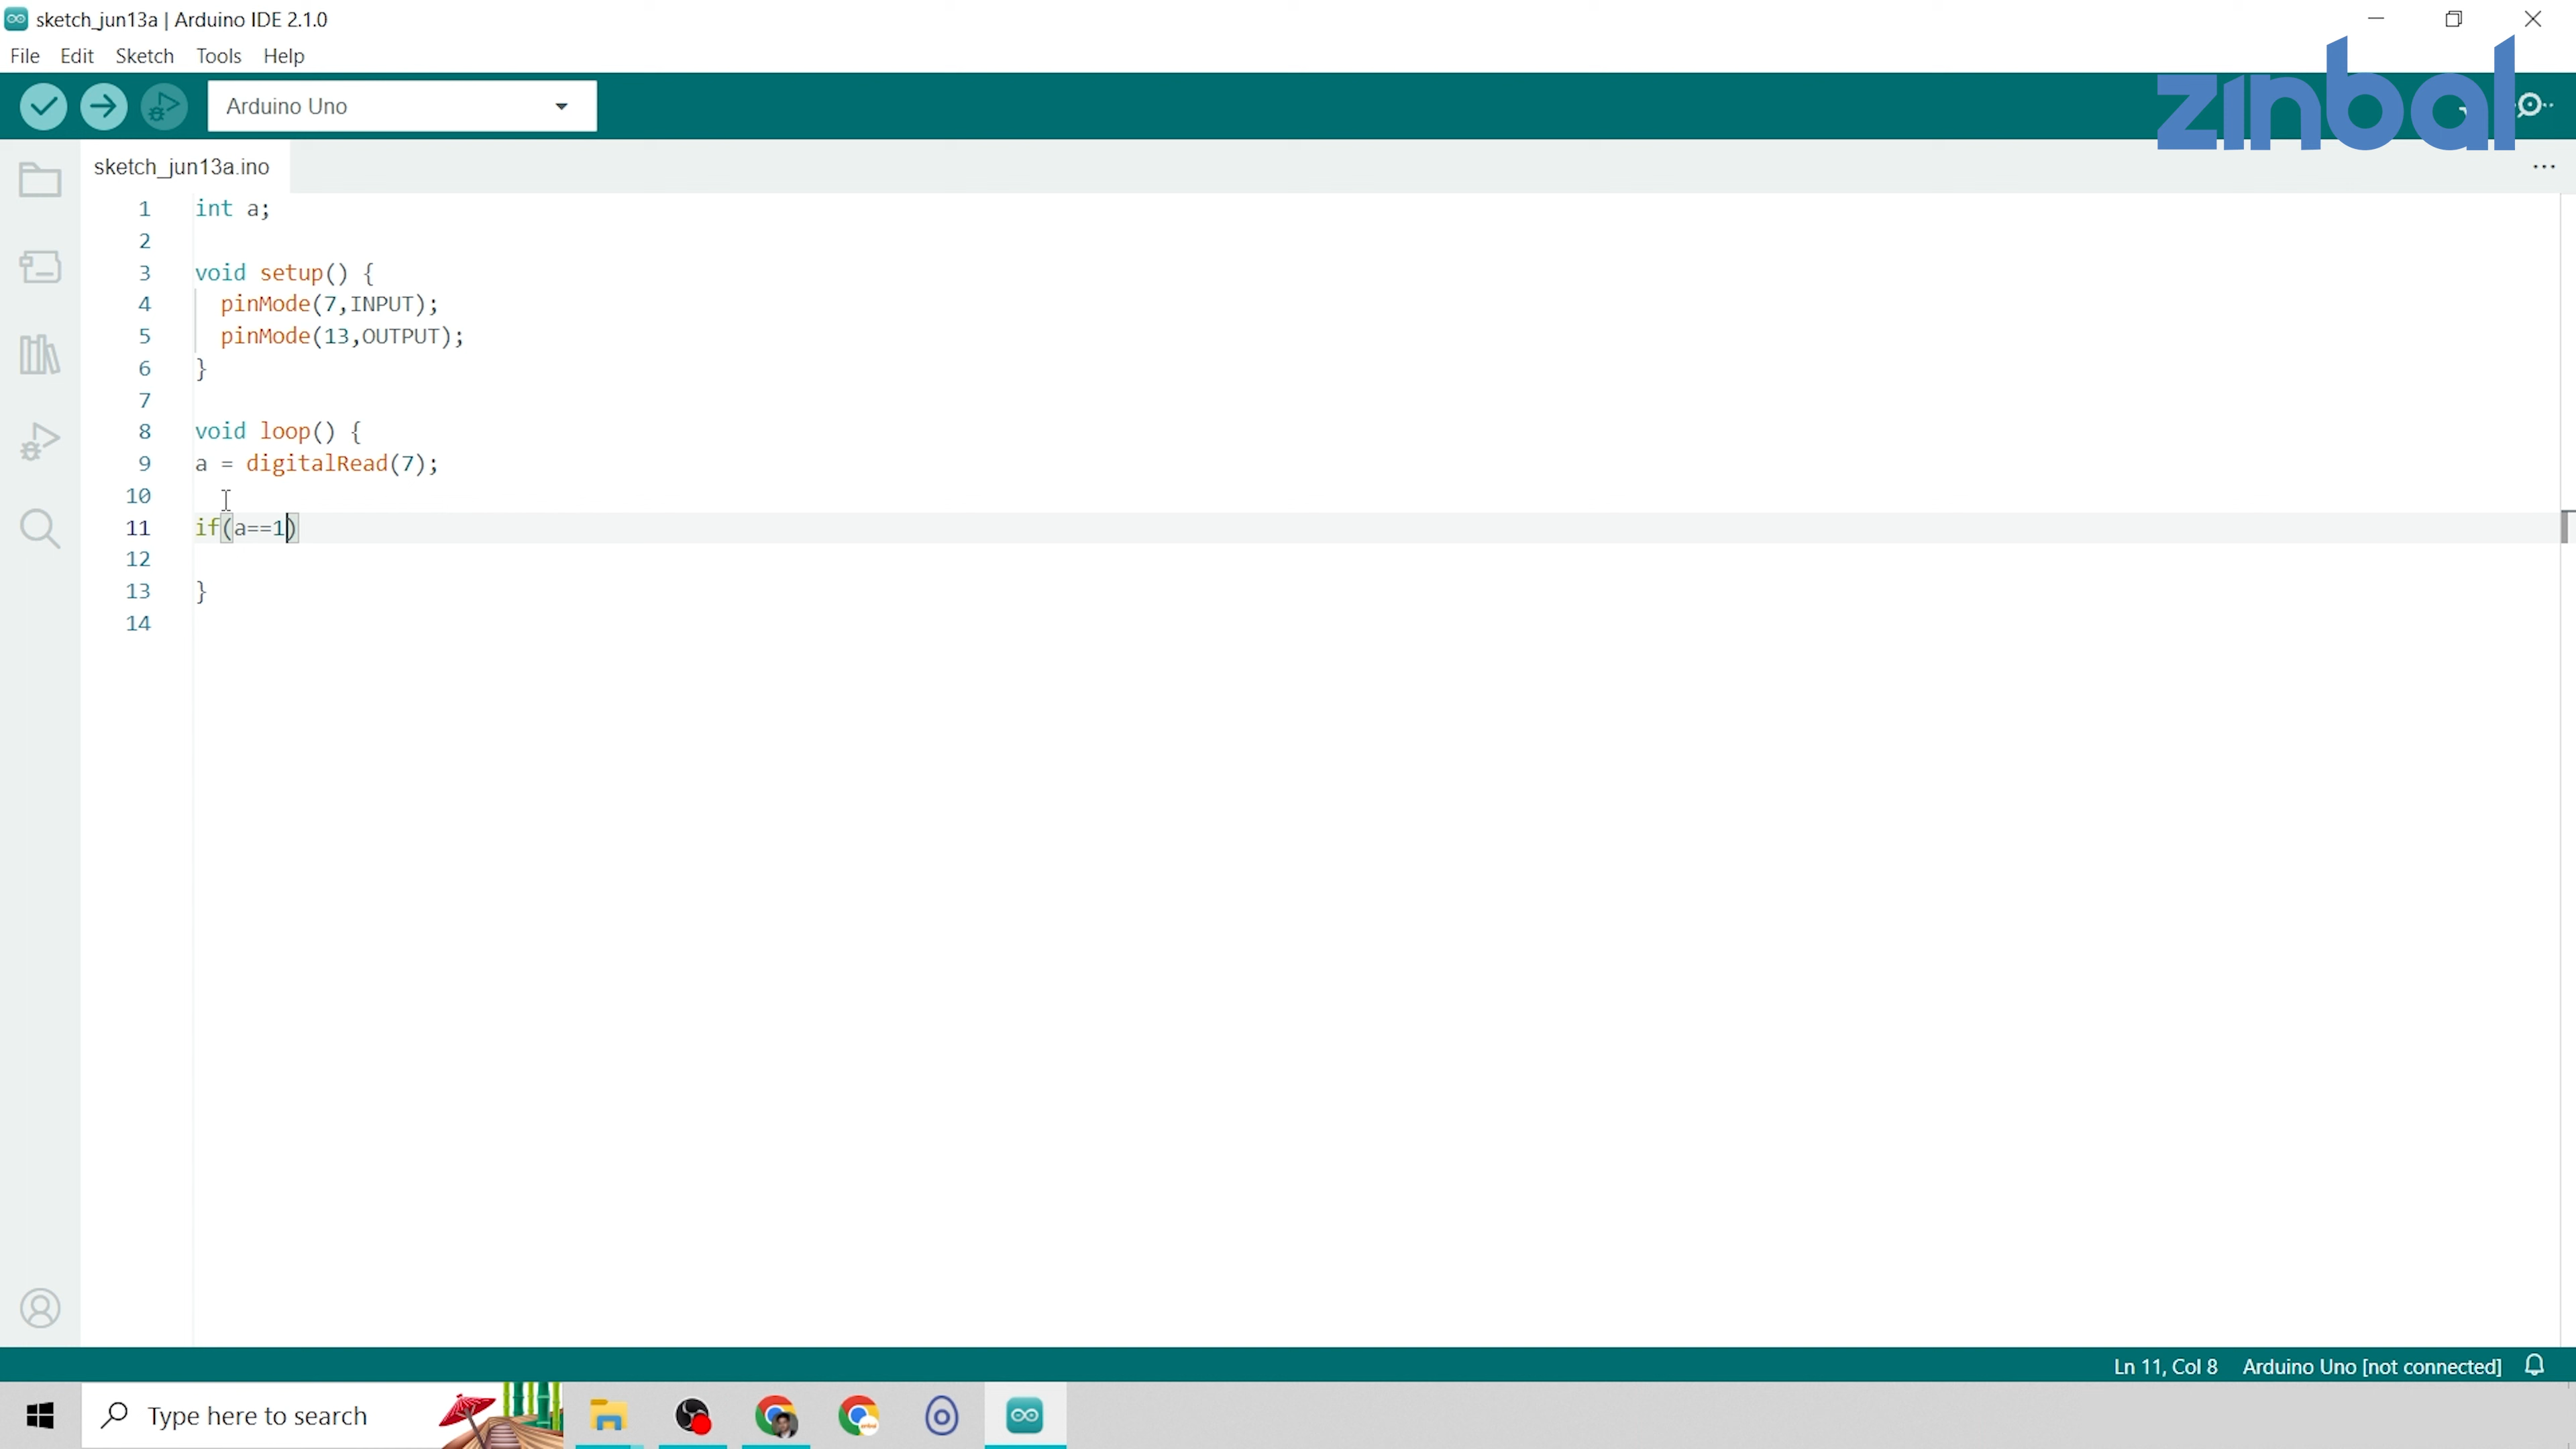 sketch_jun13a | Arduino IDE 2.1.0
File Edit Sketch Tools Help
Arduino Uno
zinbal
sketch_jun13a.ino
1 int a;
2
3 void setup() {
4 pinMode(7,INPUT);
5 pinMode(13,OUTPUT);
6 }
7
8 void loop() {
9 a = digitalRead(7);
10
11 if(a==1)
12
13 }
14
Ln 11, Col 8 Arduino Uno [not connected]
Type here to search